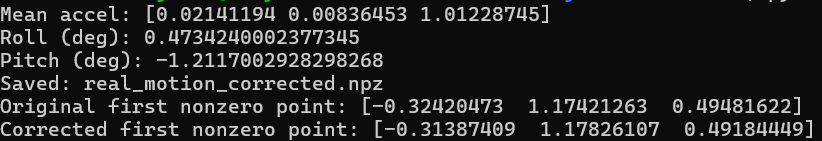 Mean accel: [0.02141194 0.00836453 1.01228745]
Roll (deg): 0.4734240002377345
Pitch (deg): -1.2117002928298268
Saved: real_motion_corrected.npz
Original first nonzero point: [-0.32420473  1.17421263  0.49481622]
Corrected first nonzero point: [-0.31387409  1.17826107  0.49184449]